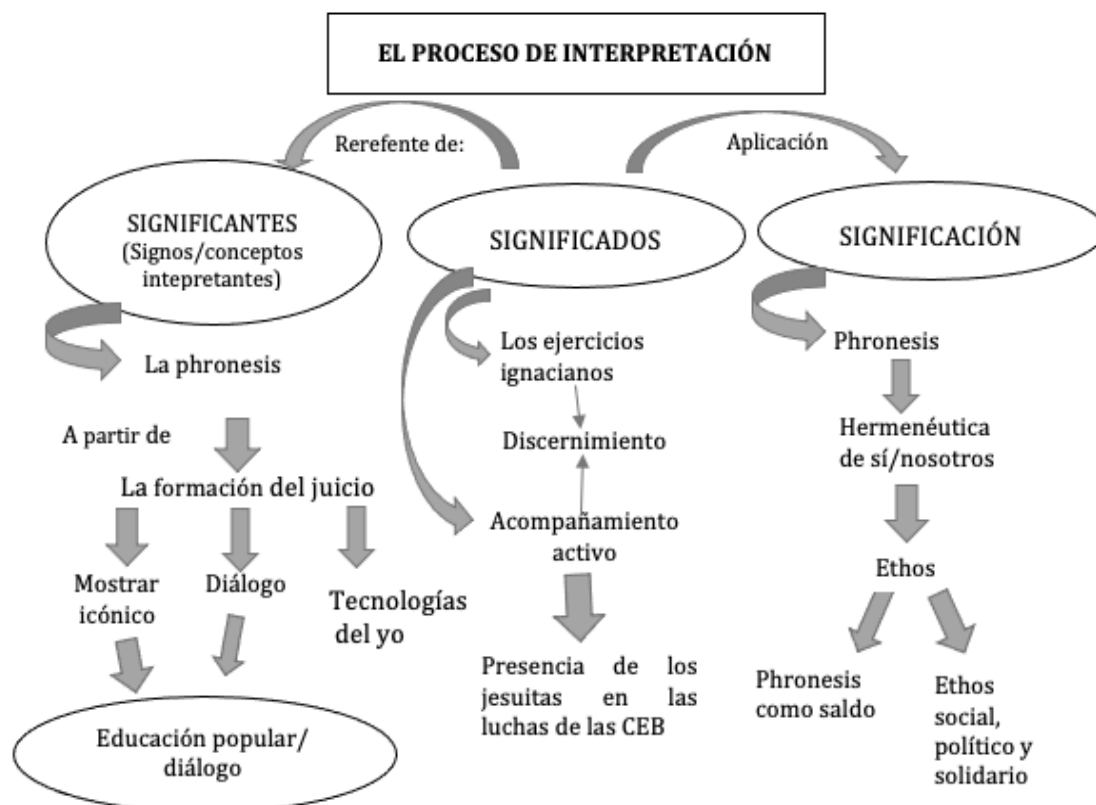 EL PROCESO DE INTERPRETACIÓN
Rerefente de:
Aplicación
SIGNIFICANTES
(Signos/conceptos
intepretantes)
SIGNIFICADOS
SIGNIFICACIÓN
La phronesis
A partir de
La formación del juicio
Mostrar
icónico
Diálogo
Tecnologías
del yo
Educación popular/
diálogo
Los ejercicios
ignacianos
Discernimiento
Acompañamiento
activo
Presencia de los
jesuitas en las
luchas de las CEB
Phronesis
Hermenéutica
de sí/nosotros
Ethos
Phronesis
como saldo
Ethos
social,
político y
solidario